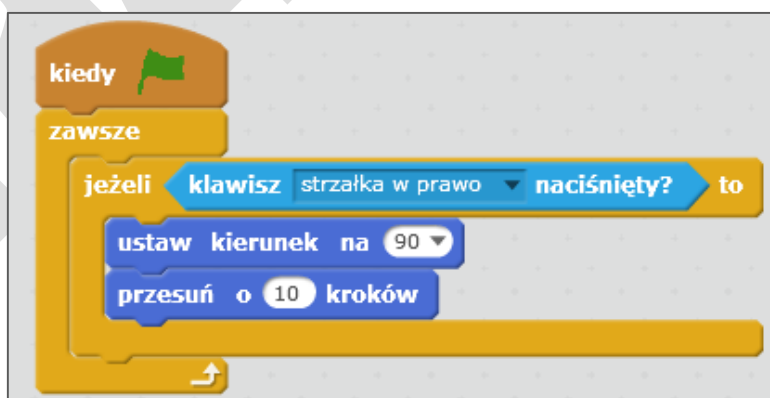 kiedy
zawsze
jeżeli klawisz strzałka w prawo naciśnięty? to
ustaw kierunek na 90
przesuń o 10 kroków